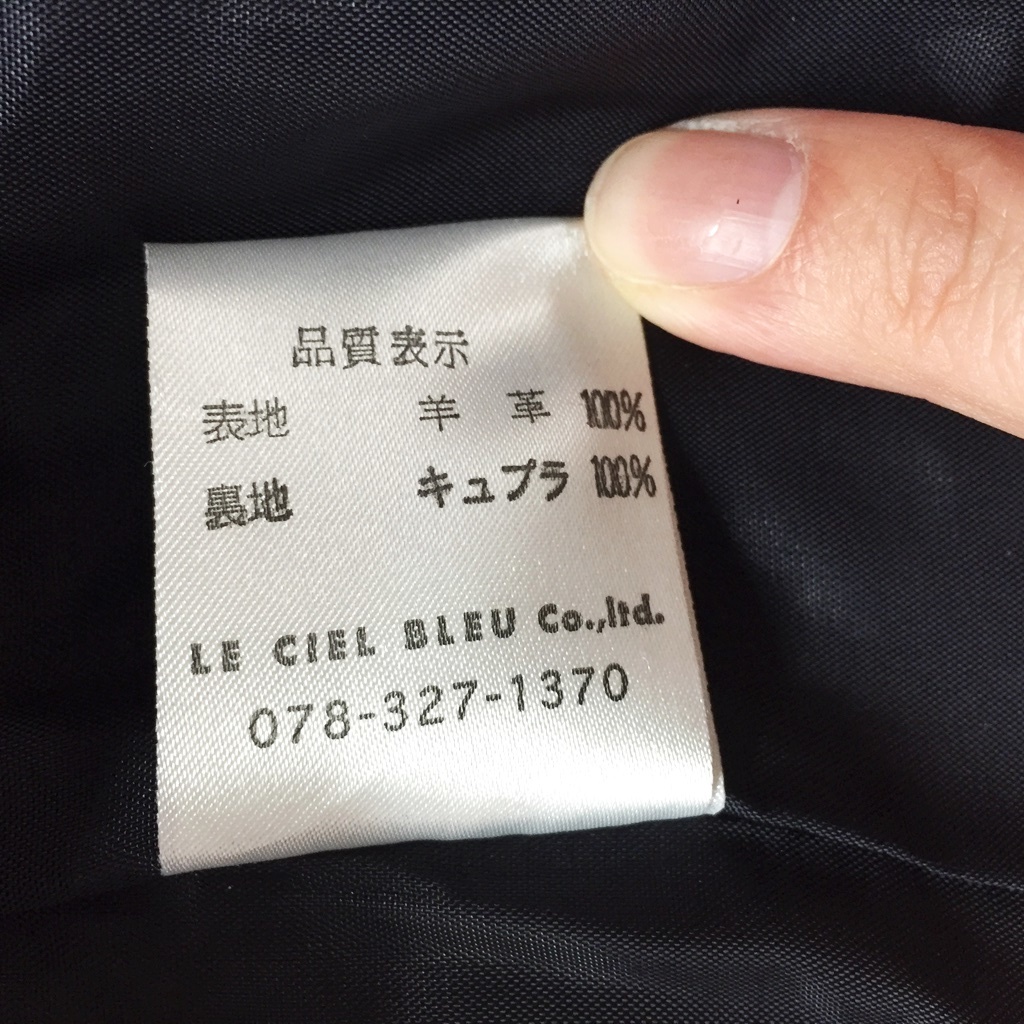 品質表示
表地 羊革 100%
裏地 キュプラ 100%
LE CIEL BLEU Co.,ltd.
078-327-1370